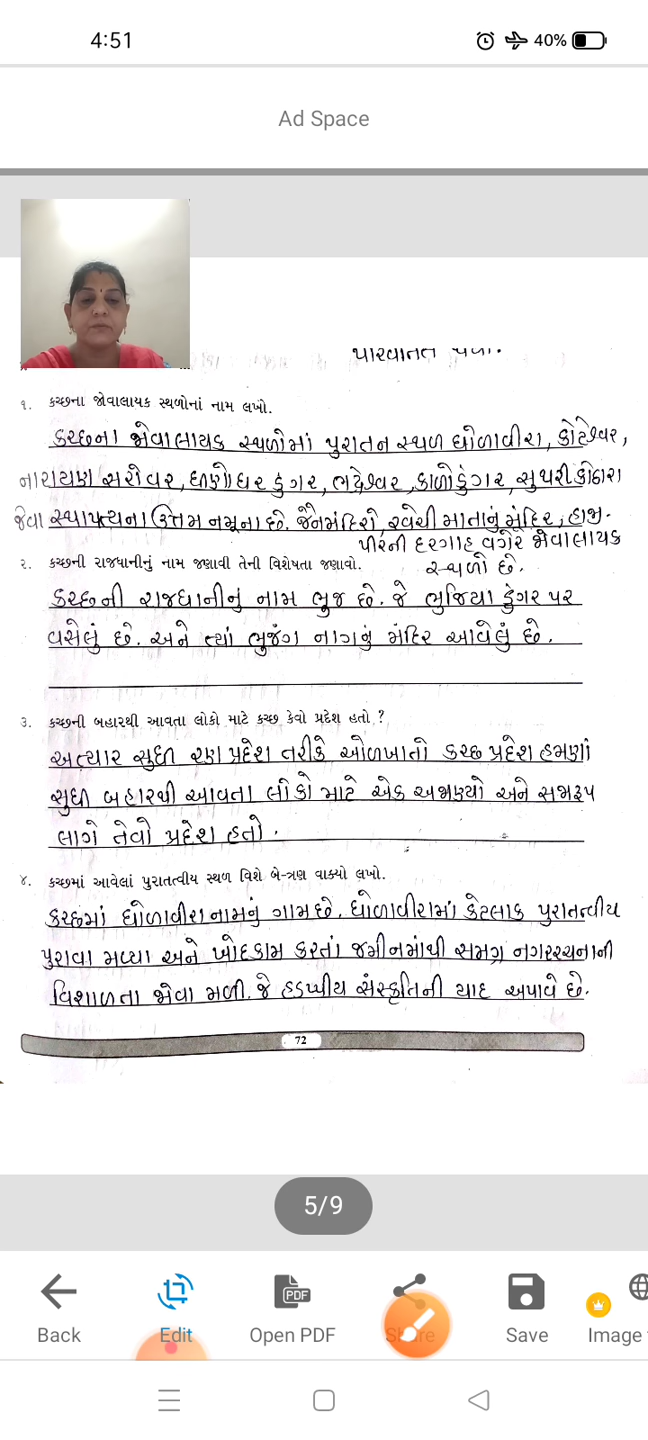 4:51
40%
Ad Space
૧. કચ્છના જોવાલાયક સ્થળોનાં નામ લખો.
કચ્છના જોવાલાયક સ્થળોમાં પુરાતન સ્થળ ધોળાવીરા, કોટેશ્વર,
નારાયણ સરોવર, ધીણોધર ડુંગર, ભદ્રેશ્વર, કાળો ડુંગર, સુથરી કોઠારા
જેવા સ્થાપત્યના ઉત્તમ નમૂના છે. જૈનમંદિરો, રવેચી માતાનું મંદિર, હાજી-
પીરની દરગાહ વગેરે જોવાલાયક
સ્થળો છે.
૨. કચ્છની રાજધાનીનું નામ જણાવી તેની વિશેષતા જણાવો.
કચ્છની રાજધાનીનું નામ ભુજ છે. જે ભુજિયા ડુંગર પર
વસેલું છે. અને ત્યાં ભુજંગ નાગનું મંદિર આવેલું છે.
૩. કચ્છની બહારથી આવતા લોકો માટે કચ્છ કેવો પ્રદેશ હતો ?
અત્યાર સુધી રણ પ્રદેશ તરીકે ઓળખાતો કચ્છ પ્રદેશ હમણાં
સુધી બહારથી આવતા લોકો માટે એક અજાણ્યો અને સજારૂપ
લાગે તેવો પ્રદેશ હતો.
૪. કચ્છમાં આવેલાં પુરાતત્વીય સ્થળ વિશે બે-ત્રણ વાક્યો લખો.
કચ્છમાં ધોળાવીરા નામનું ગામ છે. ધોળાવીરામાં કેટલાક પુરાતત્વીય
પુરાવા મળ્યા અને ખોદકામ કરતાં જમીનમાંથી સમગ્ર નગરરચનાની
વિશાળતા જોવા મળી. જે હડપ્પીય સંસ્કૃતિની યાદ અપાવે છે.
72
5/9
Back
Edit
PDF
Open PDF
Share
Save
Image